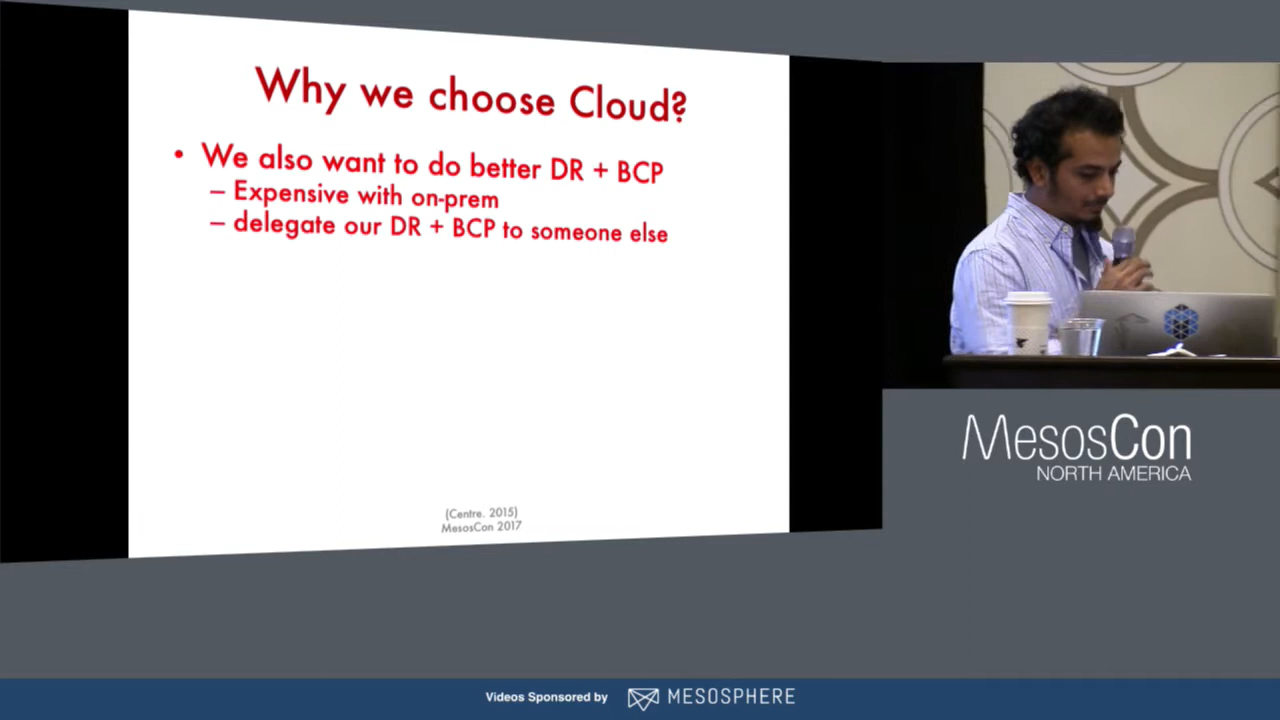 Why we choose Cloud?
• We also want to do better DR + BCP
– Expensive with on-prem
– delegate our DR + BCP to someone else
(Centre. 2015)
MesosCon 2017
MesosCon
NORTH AMERICA
Videos Sponsored by MESOSPHERE